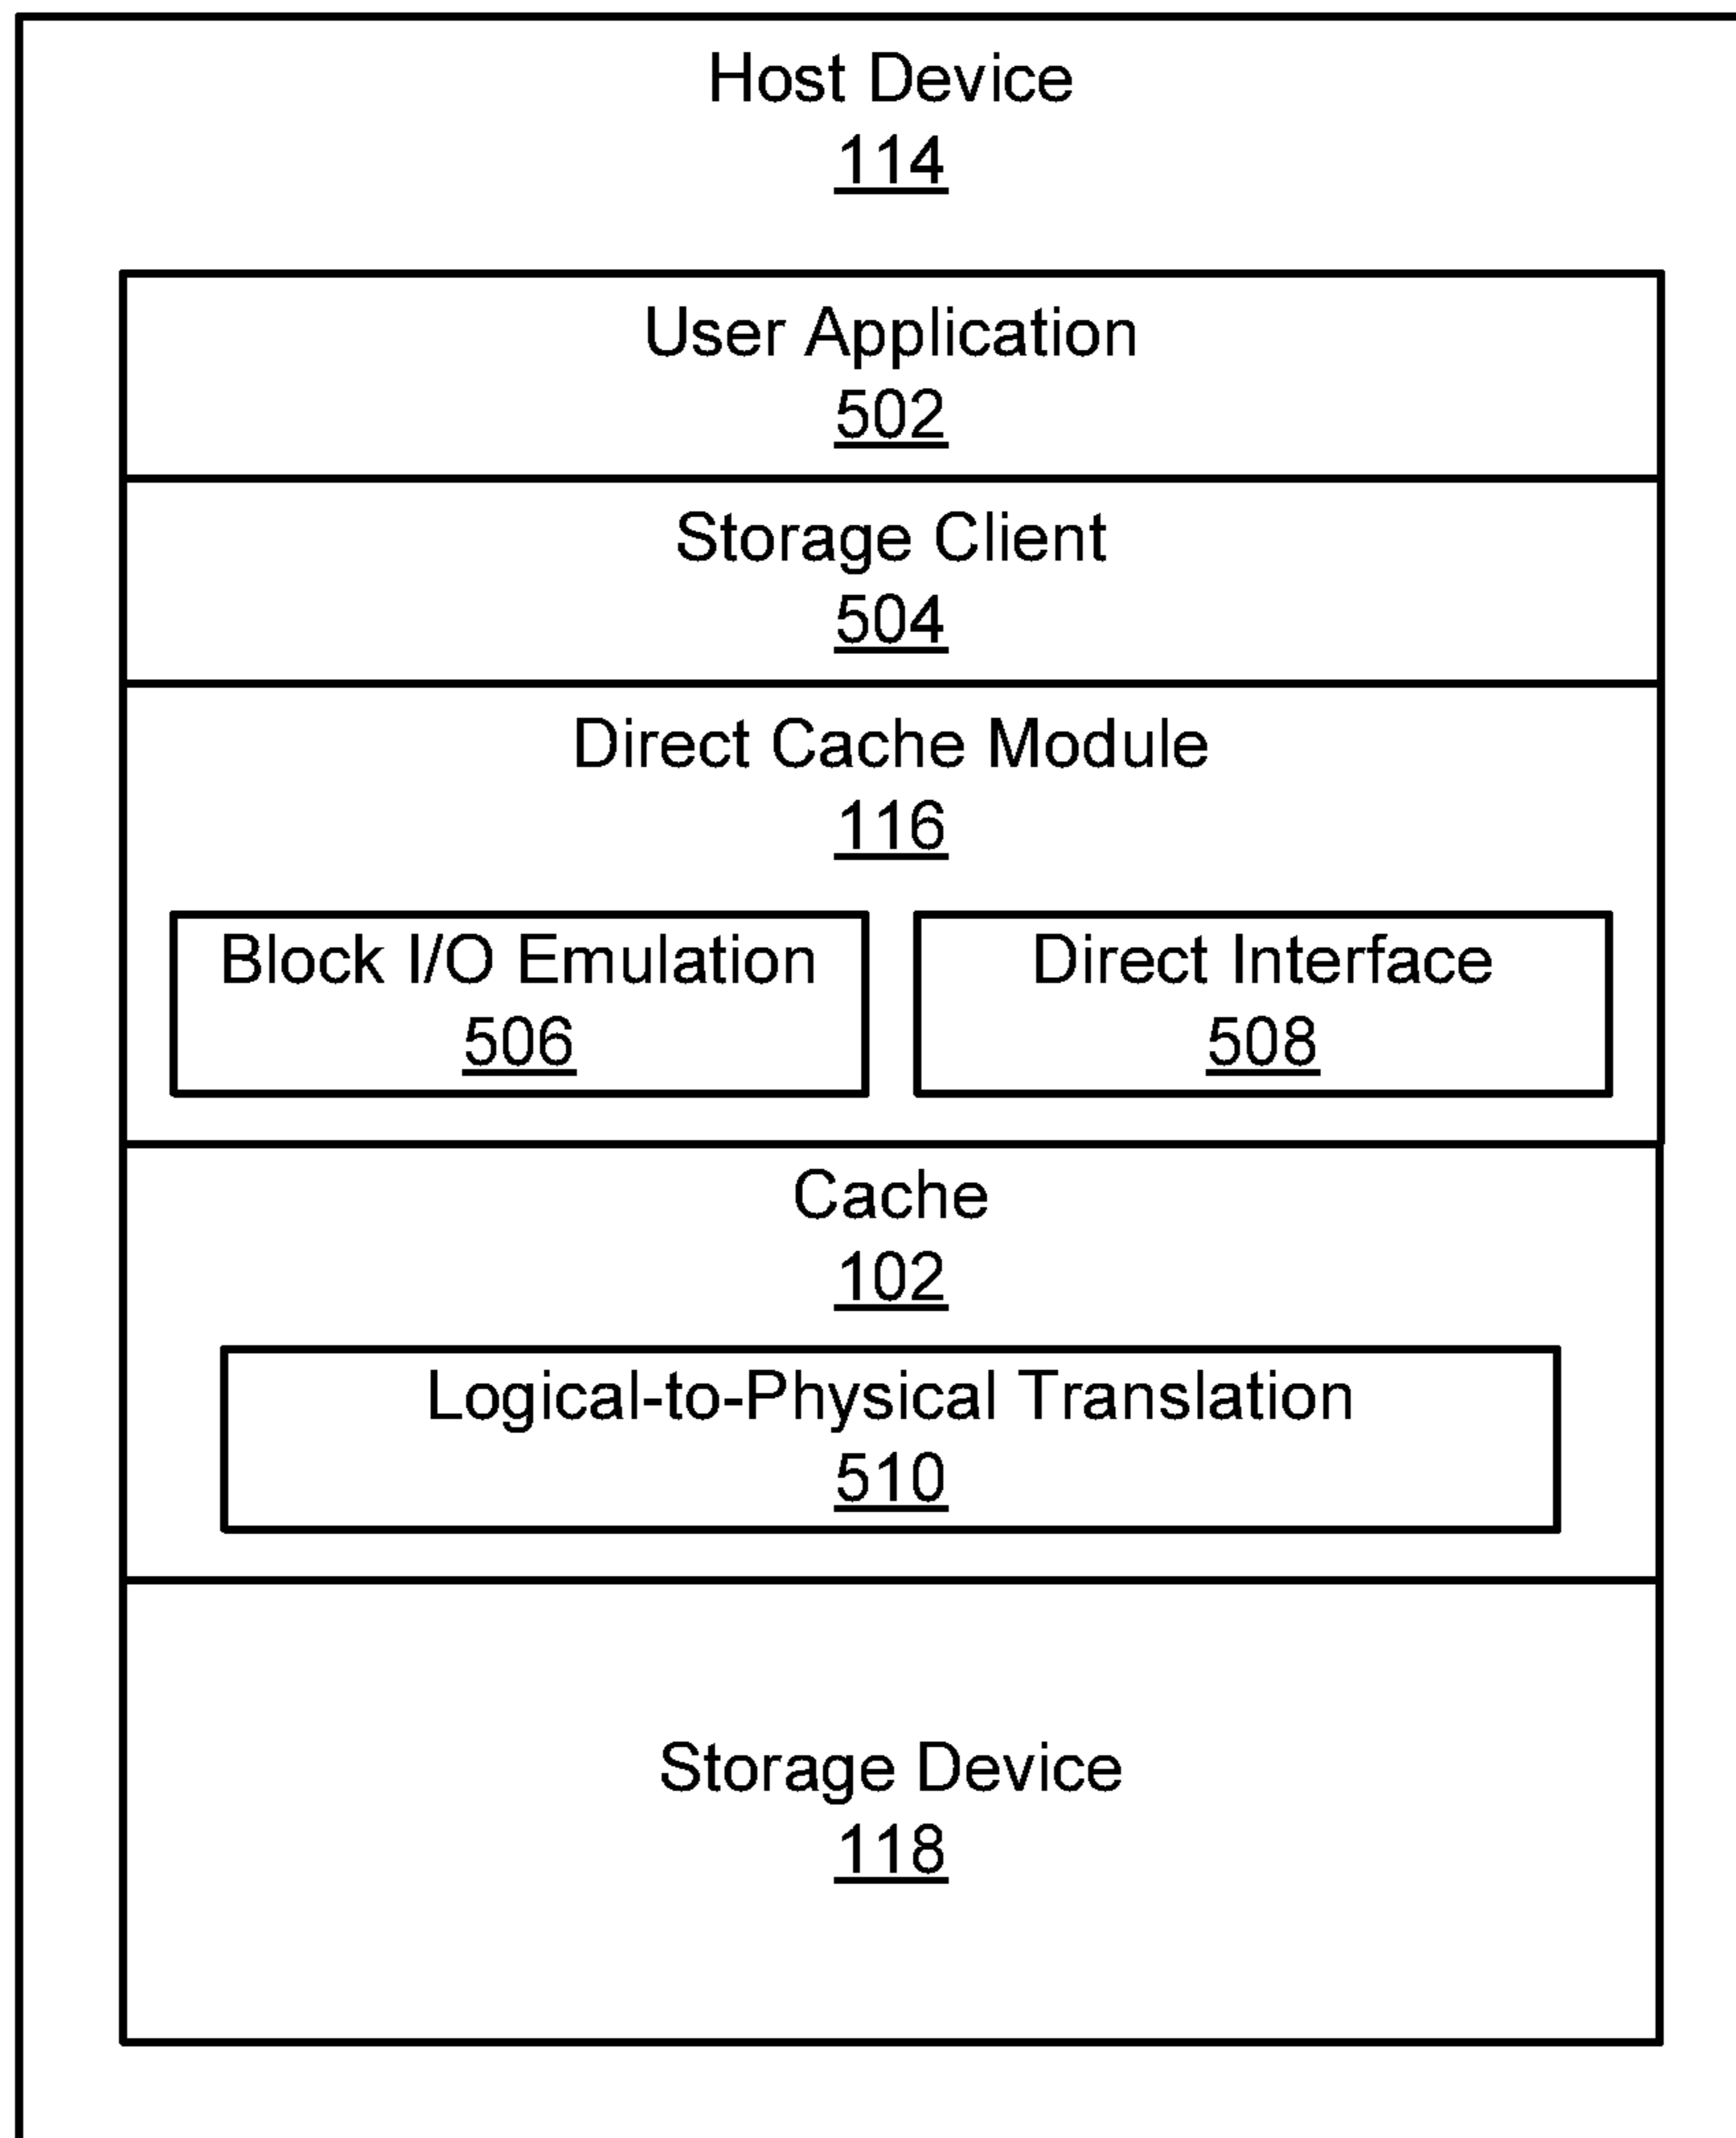 Host Device
114
User Application
502
Storage Client
504
Direct Cache Module
116
Block I/O Emulation
506
Direct Interface
508
Cache
102
Logical-to-Physical Translation
510
Storage Device
118